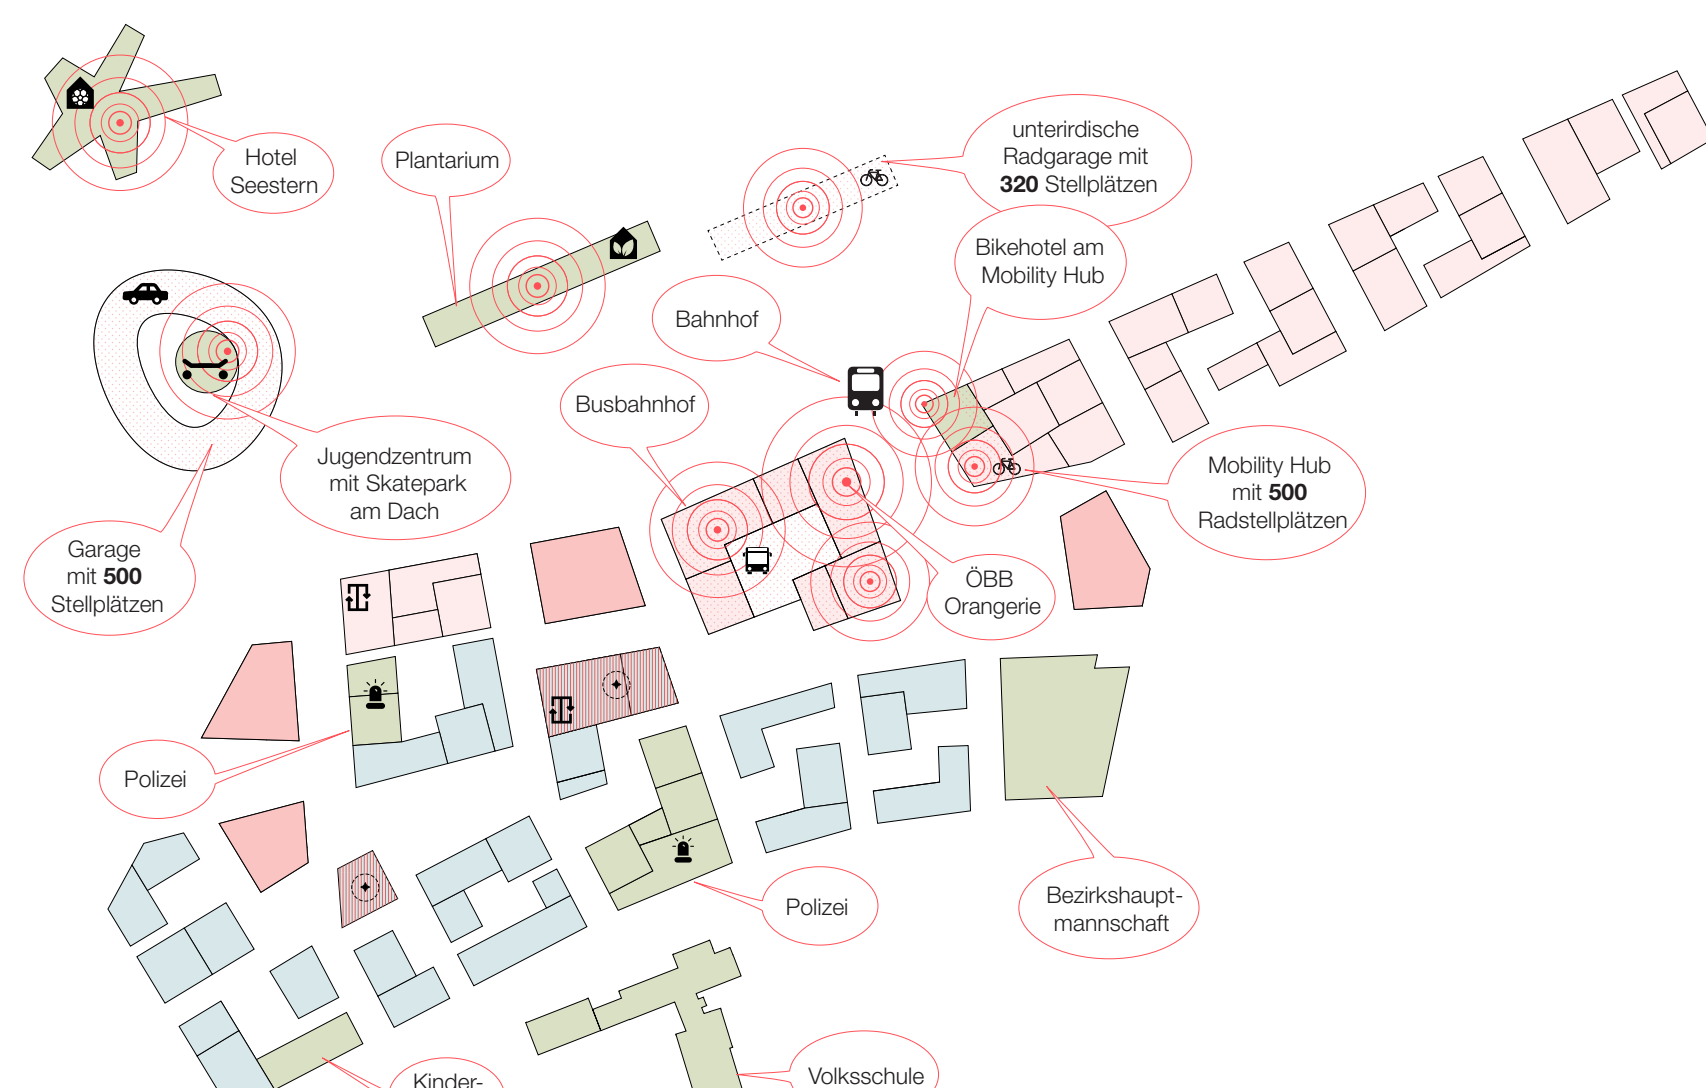 Hotel
Seestern
Plantarium
unterirdische
Radgarage mit
320 Stellplätzen
Bikehotel am
Mobility Hub
Bahnhof
Busbahnhof
Jugendzentrum
mit Skatepark
am Dach
Mobility Hub
mit 500
Radstellplätzen
Garage
mit 500
Stellplätzen
ÖBB
Orangerie
Polizei
Polizei
Bezirkshaupt-
mannschaft
Kinder-
Volksschule